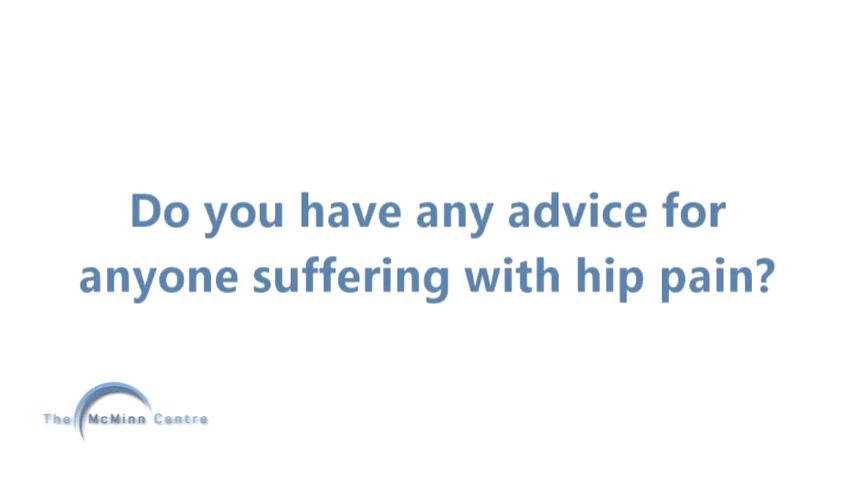 Do you have any advice for
anyone suffering with hip pain?
The McMinn Centre